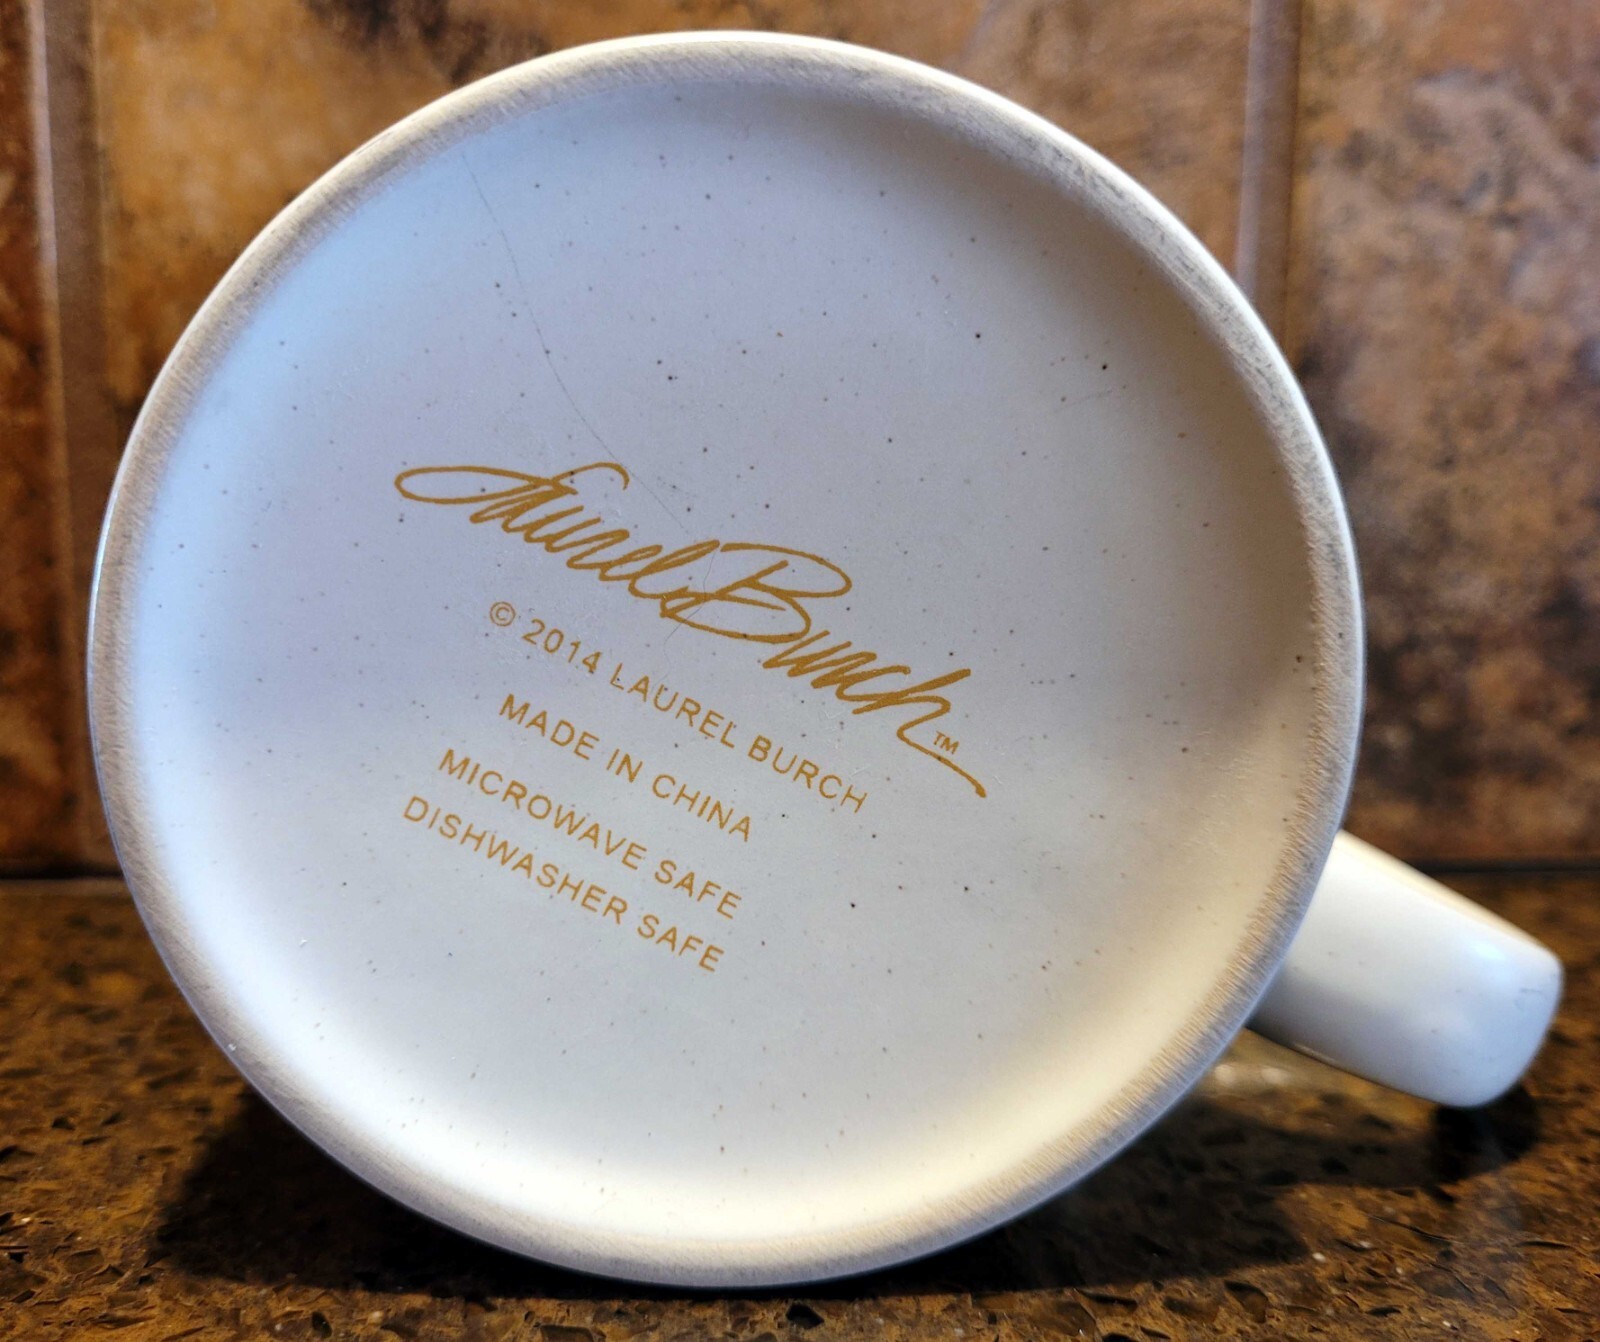 Laurel Burch™
© 2014 LAUREL BURCH
MADE IN CHINA
MICROWAVE SAFE
DISHWASHER SAFE